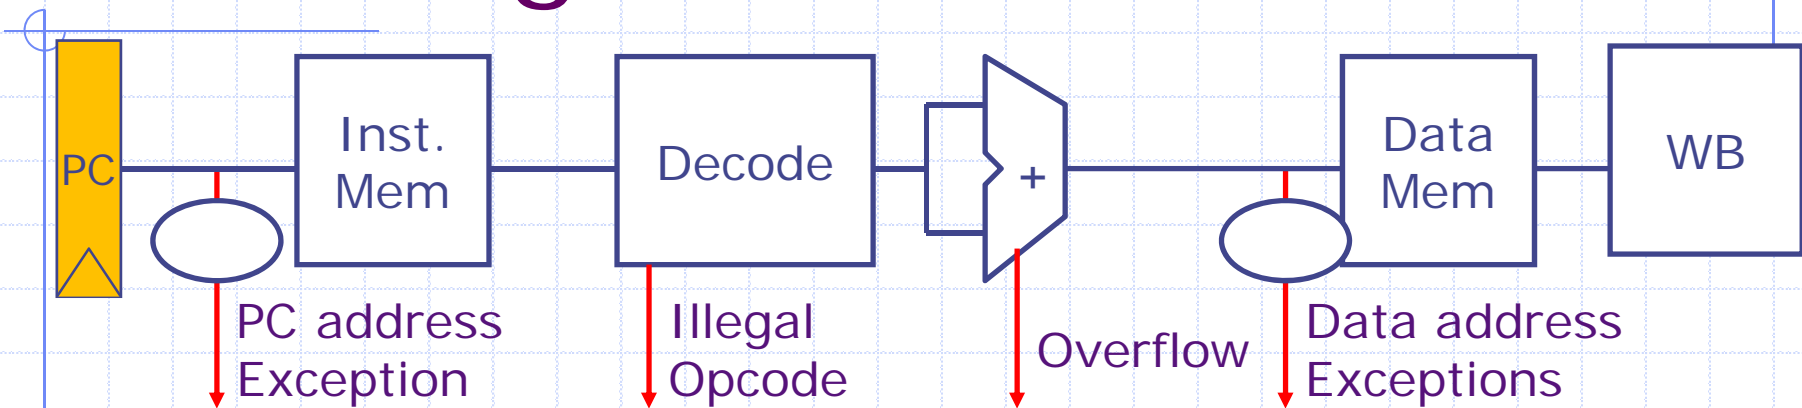 PC
Inst.
Mem
Decode
+
Data
Mem
WB
PC address
Exception
Illegal
Opcode
Overflow
Data address
Exceptions